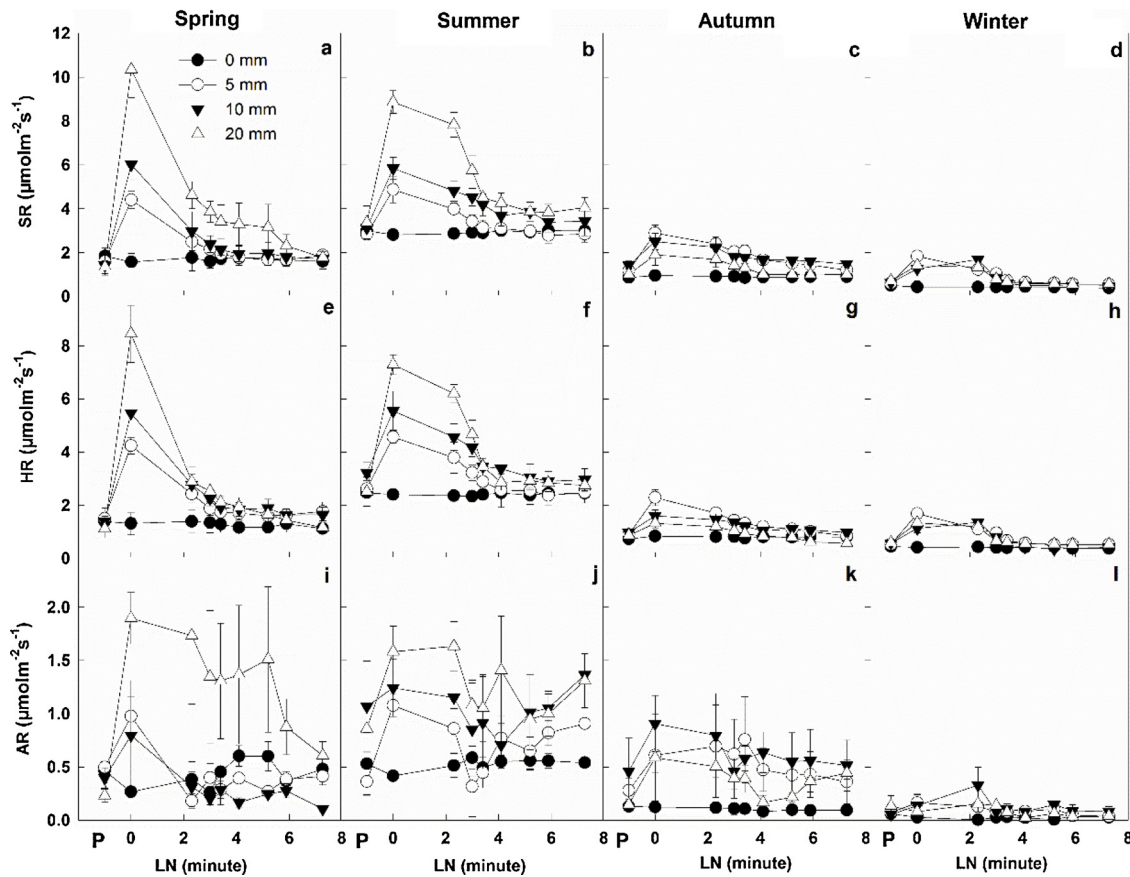 Spring Summer Autumn Winter
12 a b c d
0 mm
5 mm
10 mm
20 mm
10
8
6
4
2
0
SR (µmolm⁻²s⁻¹)
e f g h
8
6
4
2
0
HR (µmolm⁻²s⁻¹)
i j k l
2.0
1.5
1.0
0.5
0.0
AR (µmolm⁻²s⁻¹)
P 0 2 4 6 8 P 0 2 4 6 8 P 0 2 4 6 8 P 0 2 4 6 8
LN (minute) LN (minute) LN (minute) LN (minute)